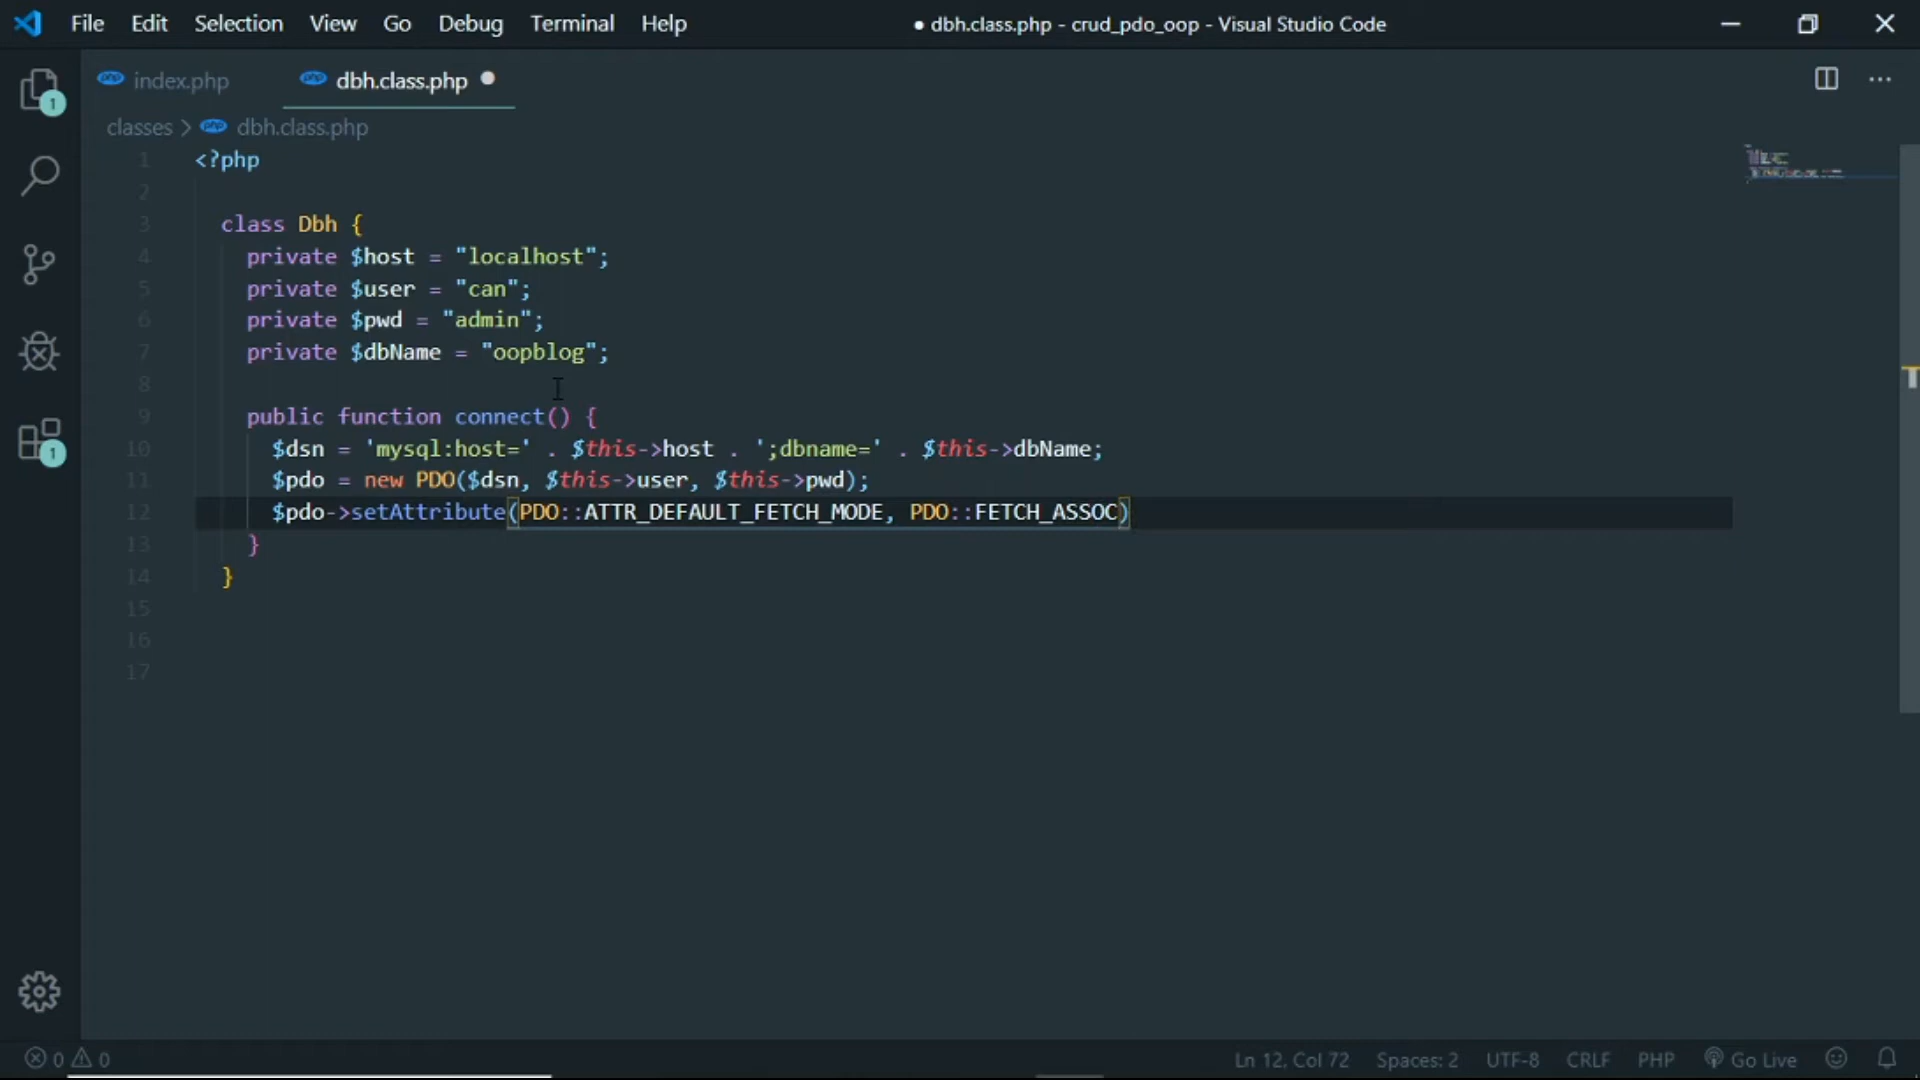 File Edit Selection View Go Debug Terminal Help ● dbh.class.php - crud_pdo_oop - Visual Studio Code
index.php dbh.class.php
classes > dbh.class.php
1 <?php
2
3 class Dbh {
4 private $host = "localhost";
5 private $user = "can";
6 private $pwd = "admin";
7 private $dbName = "oopblog";
8
9 public function connect() {
10 $dsn = 'mysql:host=' . $this->host . ';dbname=' . $this->dbName;
11 $pdo = new PDO($dsn, $this->user, $this->pwd);
12 $pdo->setAttribute(PDO::ATTR_DEFAULT_FETCH_MODE, PDO::FETCH_ASSOC)
13 }
14 }
15
16
17
1
1
0 0 Ln 12, Col 72 Spaces: 2 UTF-8 CRLF PHP Go Live